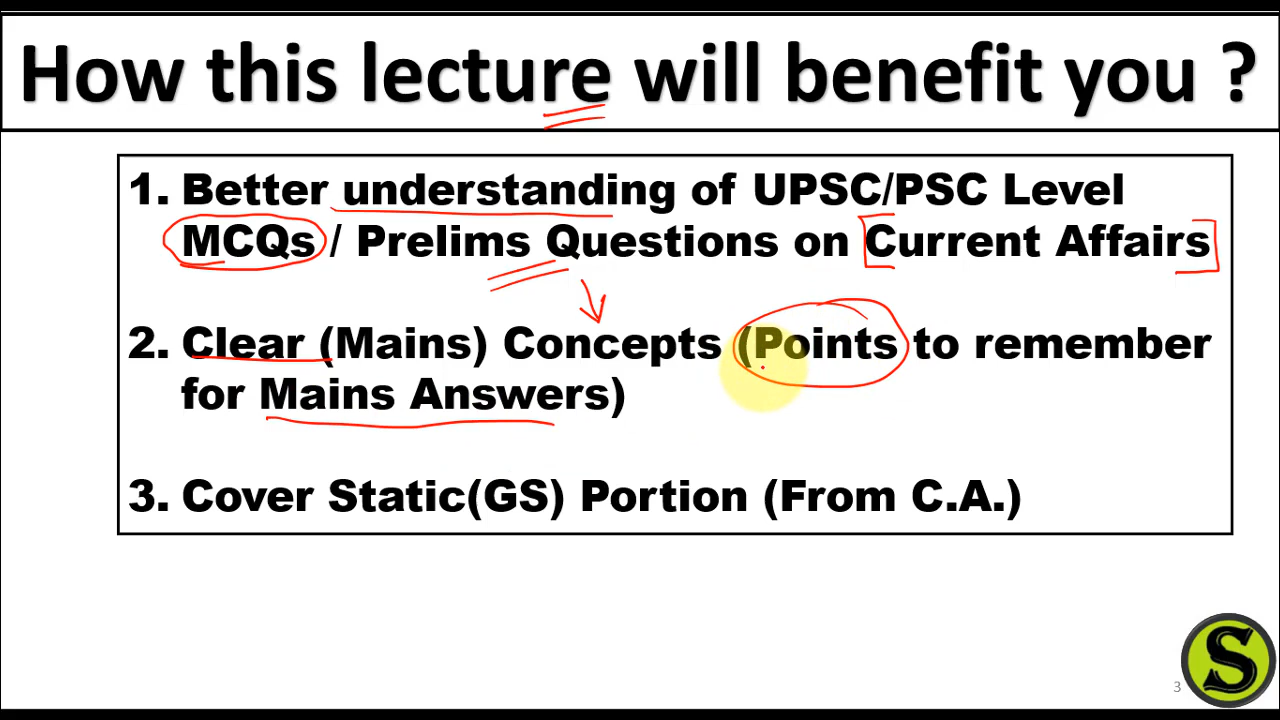 How this lecture will benefit you ?
1. Better understanding of UPSC/PSC Level
MCQs / Prelims Questions on Current Affairs
2. Clear (Mains) Concepts (Points to remember
for Mains Answers)
3. Cover Static(GS) Portion (From C.A.)
3
S